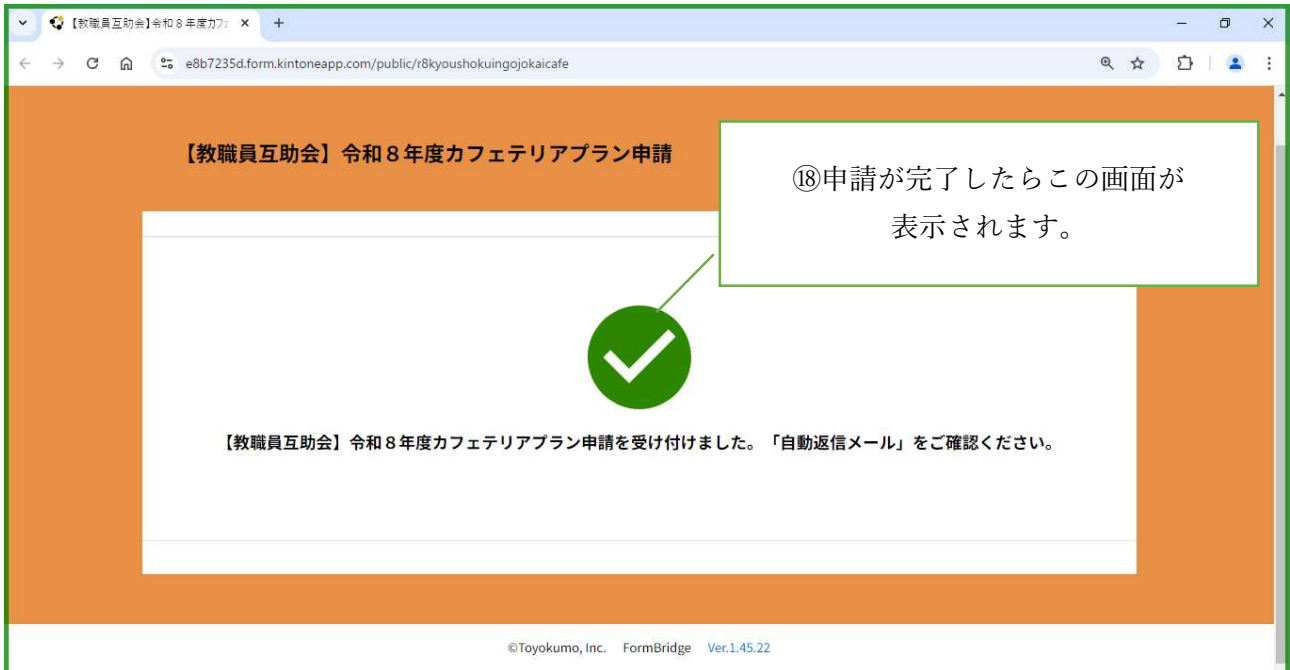 【教職員互助会】令和８年度カフェ
e8b7235d.form.kintoneapp.com/public/r8kyoushokuingojokaicafe
【教職員互助会】令和８年度カフェテリアプラン申請
⑱申請が完了したらこの画面が
表示されます。
【教職員互助会】令和８年度カフェテリアプラン申請を受け付けました。「自動返信メール」をご確認ください。
©Toyokumo, Inc. FormBridge Ver.1.45.22